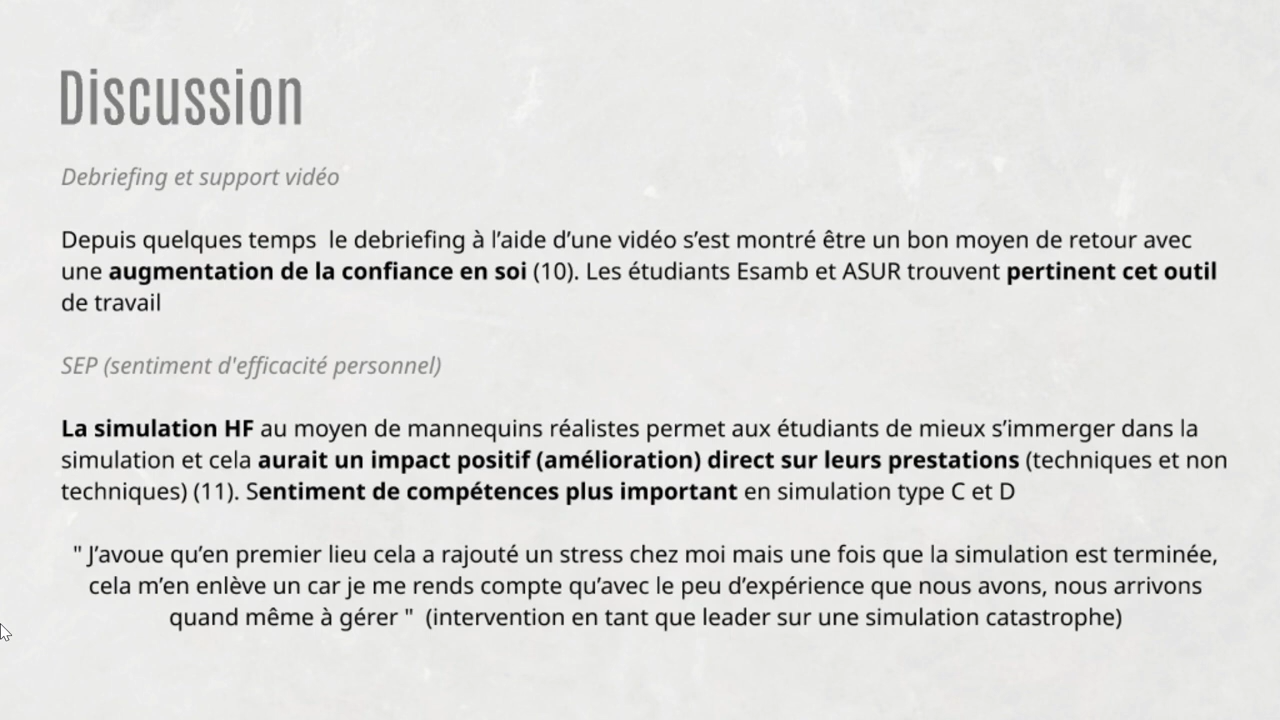 Discussion
Debriefing et support vidéo
Depuis quelques temps  le debriefing à l’aide d’une vidéo s’est montré être un bon moyen de retour avec
une augmentation de la confiance en soi (10). Les étudiants Esamb et ASUR trouvent pertinent cet outil
de travail
SEP (sentiment d'efficacité personnel)
La simulation HF au moyen de mannequins réalistes permet aux étudiants de mieux s’immerger dans la
simulation et cela aurait un impact positif (amélioration) direct sur leurs prestations (techniques et non
techniques) (11). Sentiment de compétences plus important en simulation type C et D
" J’avoue qu’en premier lieu cela a rajouté un stress chez moi mais une fois que la simulation est terminée,
cela m’en enlève un car je me rends compte qu’avec le peu d’expérience que nous avons, nous arrivons
quand même à gérer "  (intervention en tant que leader sur une simulation catastrophe)